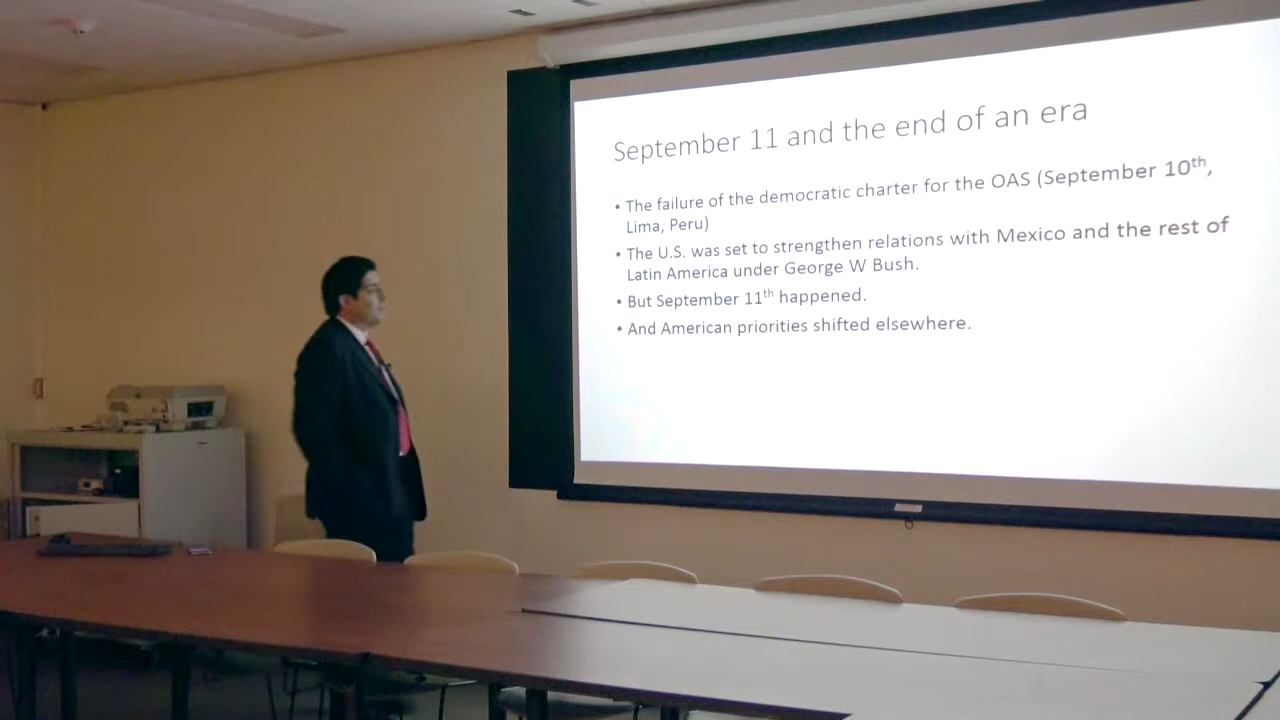 September 11 and the end of an era
• The failure of the democratic charter for the OAS (September 10th,
Lima, Peru)
• The U.S. was set to strengthen relations with Mexico and the rest of
Latin America under George W Bush.
• But September 11th happened.
• And American priorities shifted elsewhere.